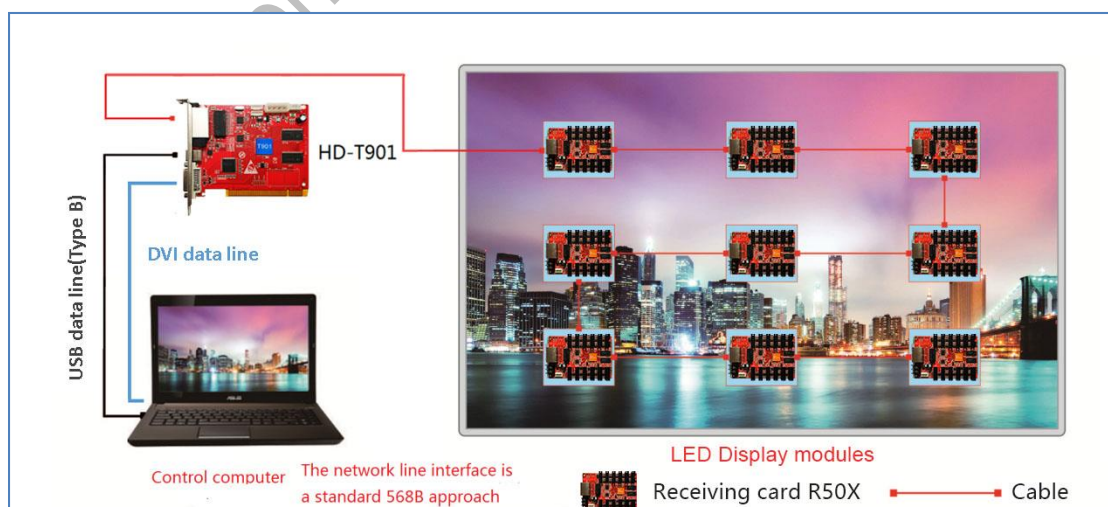 HD-T901
T901
USB data line(Type B)
DVI data line
LED Display modules
Control computer
The network line interface is
a standard 568B approach
Receiving card R50X
Cable